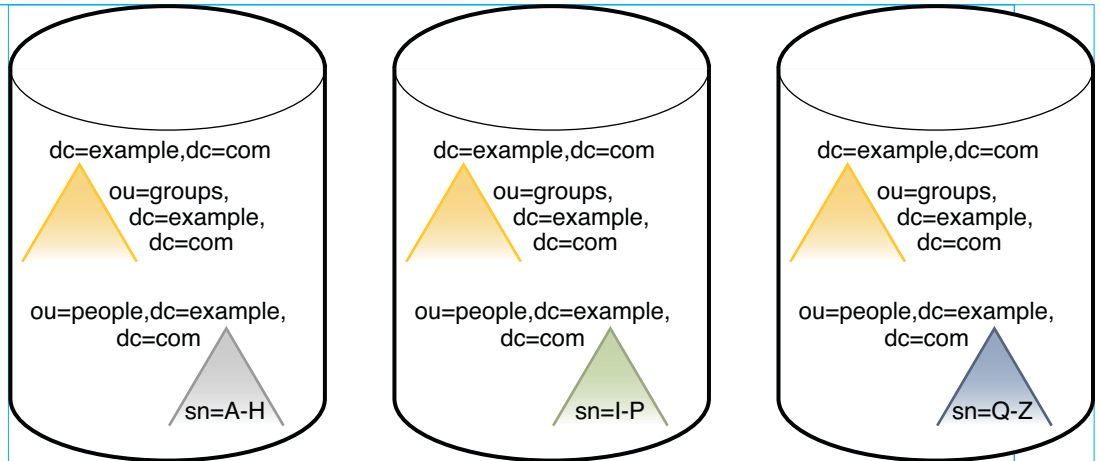 dc=example,dc=com
ou=groups,
dc=example,
dc=com
ou=people,dc=example,
dc=com
sn=A-H
dc=example,dc=com
ou=groups,
dc=example,
dc=com
ou=people,dc=example,
dc=com
sn=I-P
dc=example,dc=com
ou=groups,
dc=example,
dc=com
ou=people,dc=example,
dc=com
sn=Q-Z